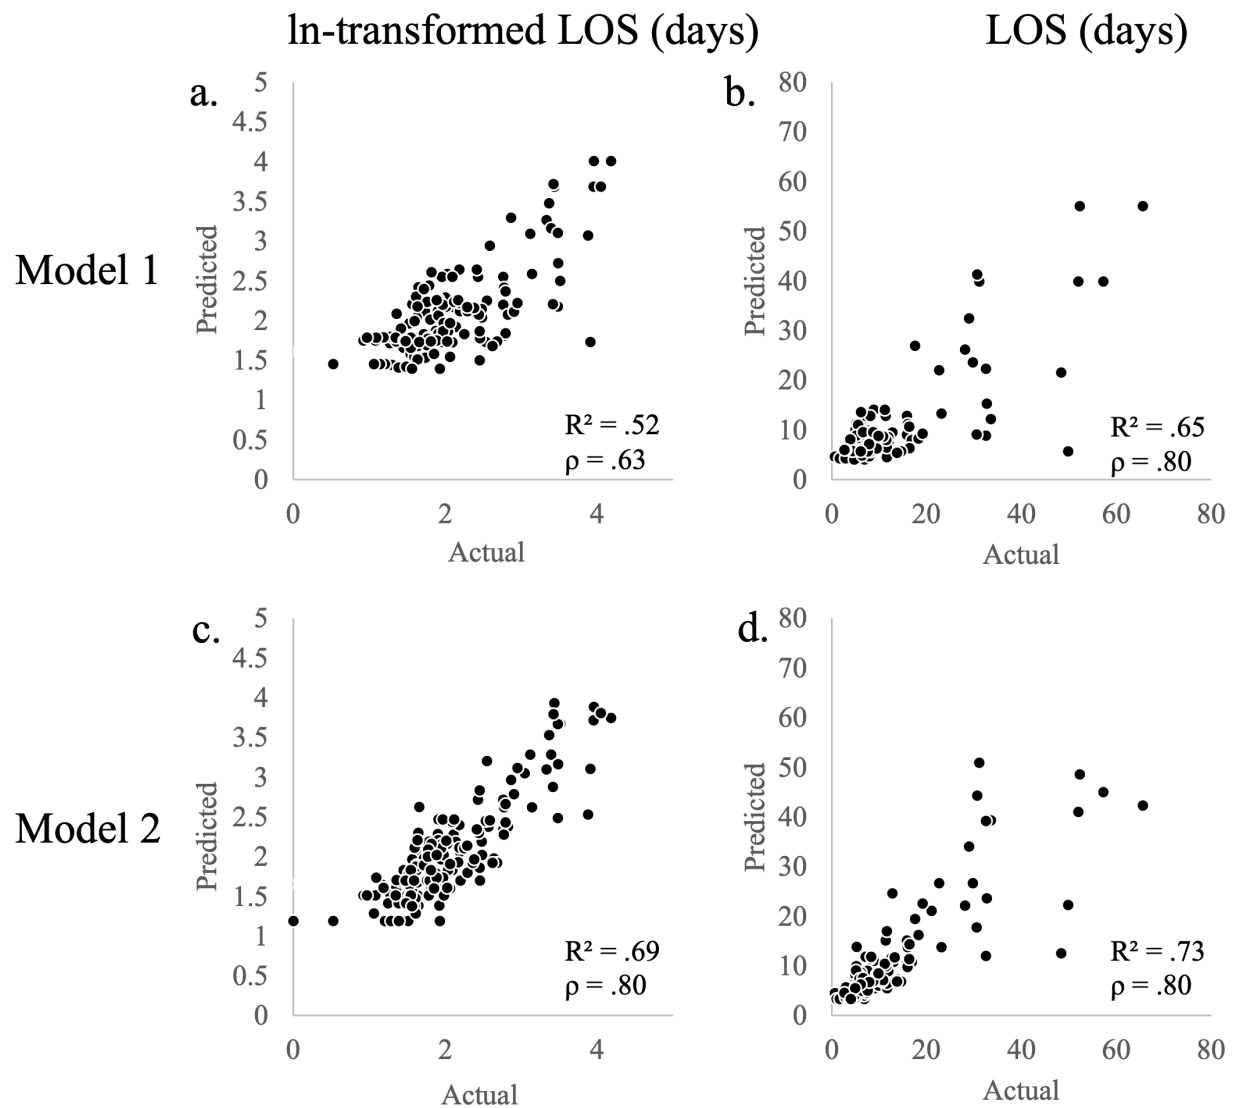 ln-transformed LOS (days)
LOS (days)
Model 1
a.
Predicted
5
4.5
4
3.5
3
2.5
2
1.5
1
0.5
0
0
2
4
Actual
R² = .52
ρ = .63
b.
Predicted
80
70
60
50
40
30
20
10
0
0
20
40
60
80
Actual
R² = .65
ρ = .80
Model 2
c.
Predicted
5
4.5
4
3.5
3
2.5
2
1.5
1
0.5
0
0
2
4
Actual
R² = .69
ρ = .80
d.
Predicted
80
70
60
50
40
30
20
10
0
0
20
40
60
80
Actual
R² = .73
ρ = .80